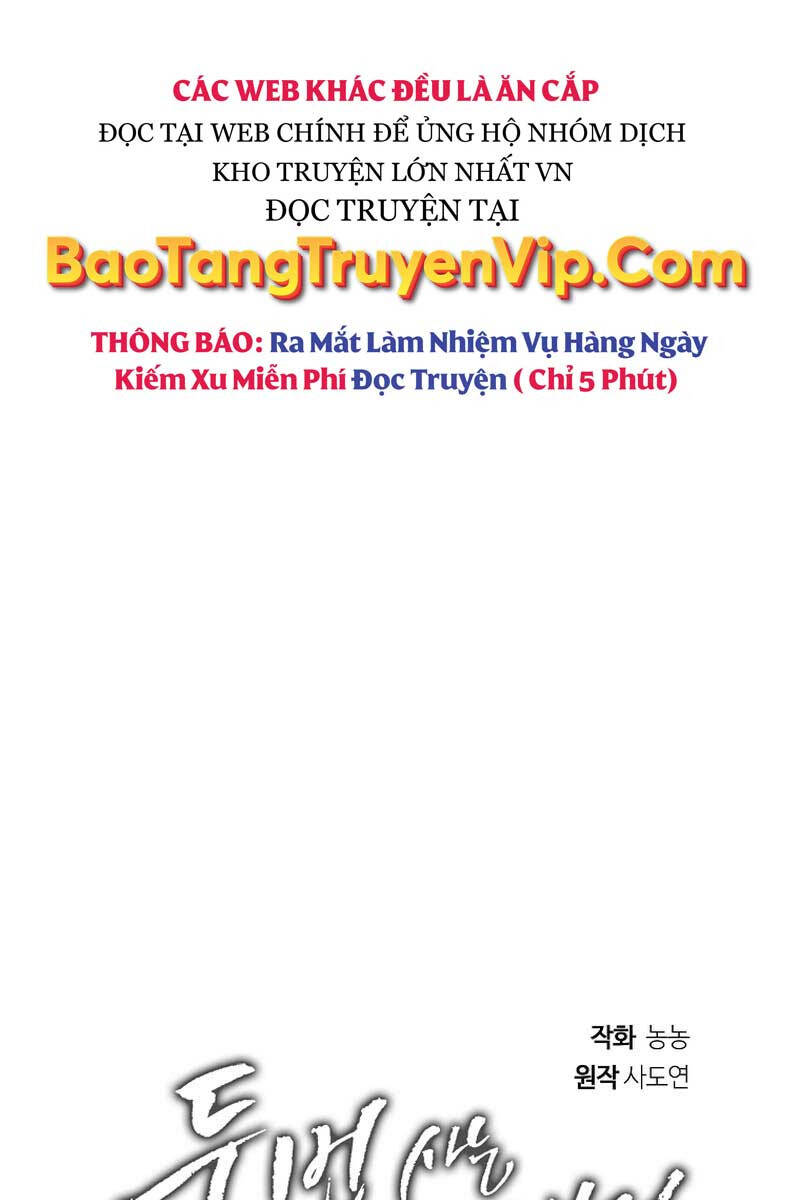 CÁC WEB KHÁC ĐỀU LÀ ĂN CẮP
ĐỌC TẠI WEB CHÍNH ĐỂ ỦNG HỘ NHÓM DỊCH
KHO TRUYỆN LỚN NHẤT VN
ĐỌC TRUYỆN TẠI
BaoTangTruyenVip.Com
THÔNG BÁO: Ra Mắt Làm Nhiệm Vụ Hàng Ngày
Kiếm Xu Miễn Phí Đọc Truyện ( Chỉ 5 Phút)
작화 농농
원작 사도연
두 번 사는